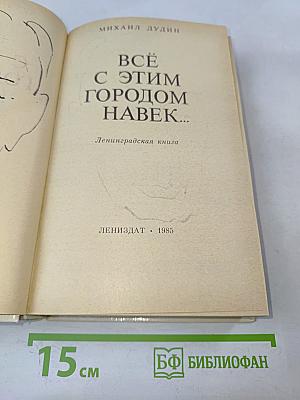 МИХАИЛ ДУДИН
ВСЁ
С ЭТИМ
ГОРОДОМ
НАВЕК...
Ленинградская книга
ЛЕНИЗДАТ • 1985
15 см
БФ БИБЛИОФАН